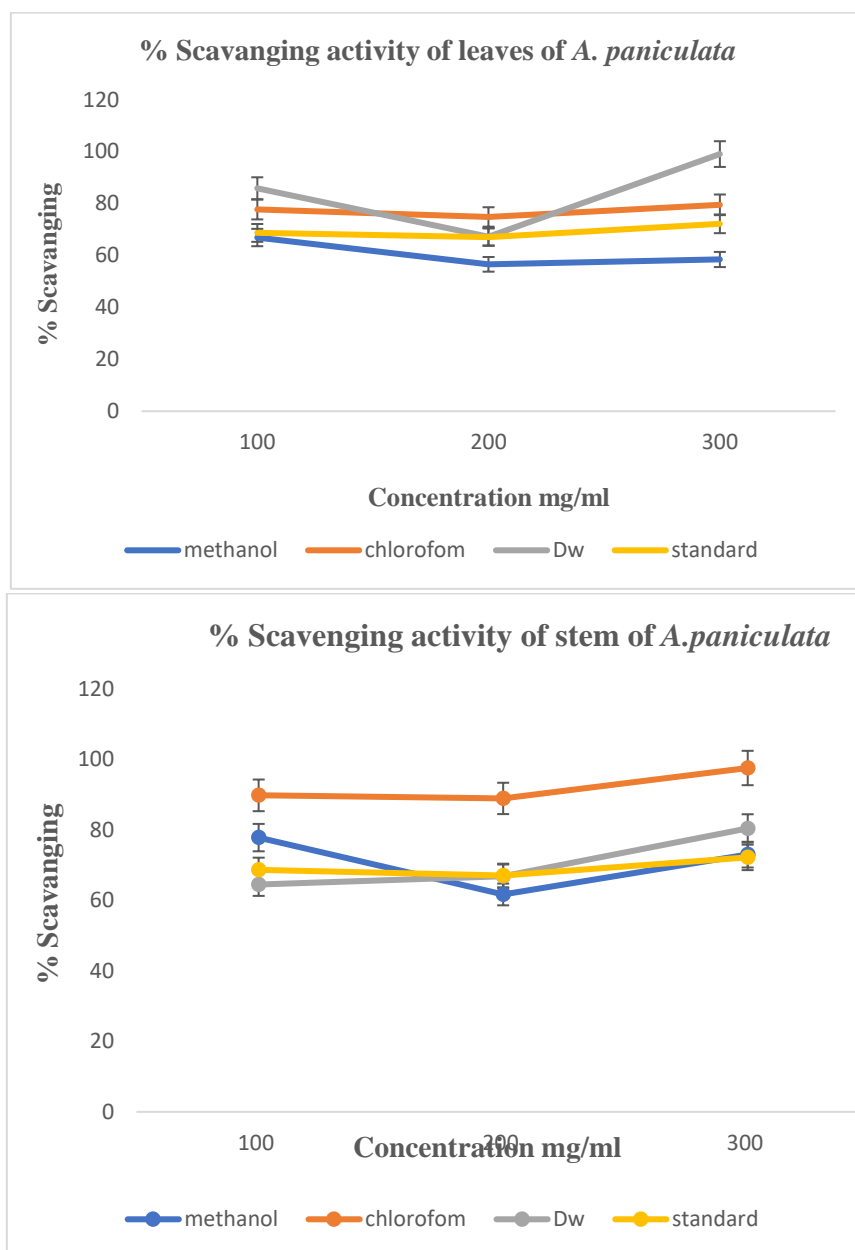 % Scavanging activity of leaves of A. paniculata
120
100
80
60
40
20
0
% Scavanging
100 200 300
Concentration mg/ml
methanol chlorofom Dw standard
% Scavenging activity of stem of A.paniculata
120
100
80
60
40
20
0
% Scavanging
100 200 300
Concentration mg/ml
methanol chlorofom Dw standard